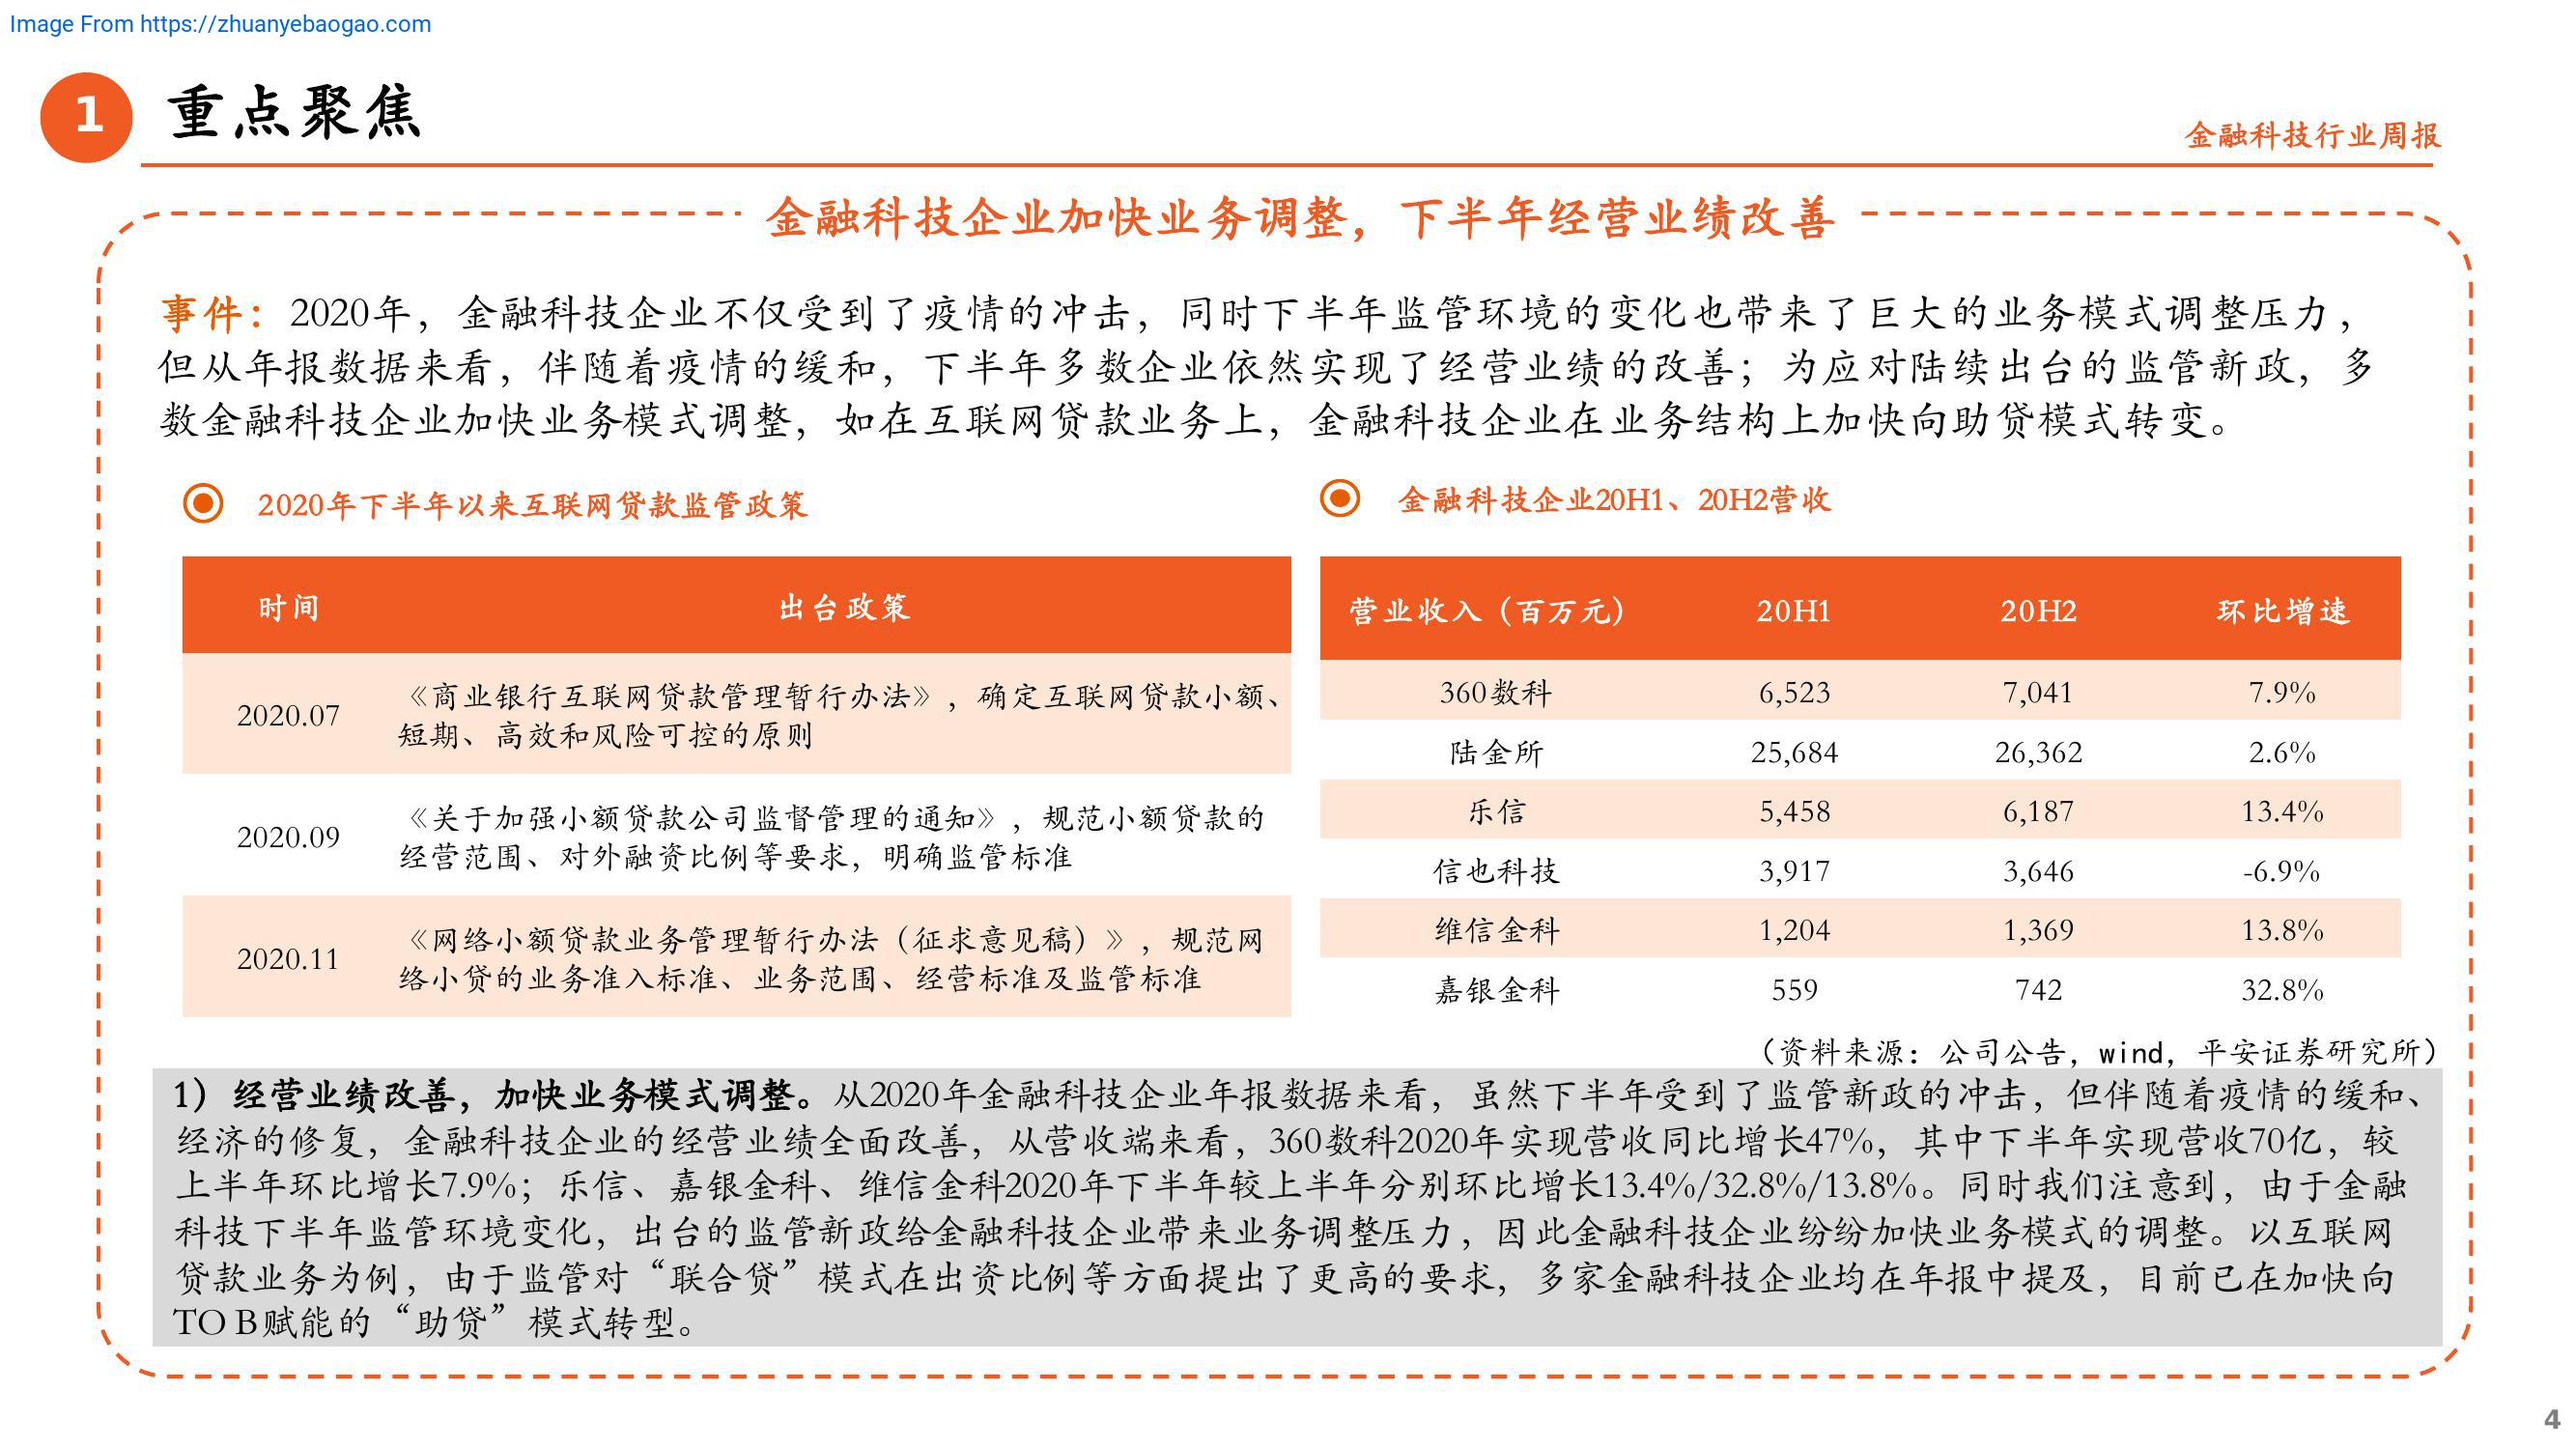 Image From https://zhuanyebaogao.com
1
重点聚焦
金融科技行业周报
金融科技企业加快业务调整，下半年经营业绩改善
事件：2020年，金融科技企业不仅受到了疫情的冲击，同时下半年监管环境的变化也带来了巨大的业务模式调整压力，
但从年报数据来看，伴随着疫情的缓和，下半年多数企业依然实现了经营业绩的改善；为应对陆续出台的监管新政，多
数金融科技企业加快业务模式调整，如在互联网贷款业务上，金融科技企业在业务结构上加快向助贷模式转变。
2020年下半年以来互联网贷款监管政策
时间 出台政策
2020.07 《商业银行互联网贷款管理暂行办法》，确定互联网贷款小额、
短期、高效和风险可控的原则
2020.09 《关于加强小额贷款公司监督管理的通知》，规范小额贷款的
经营范围、对外融资比例等要求，明确监管标准
2020.11 《网络小额贷款业务管理暂行办法（征求意见稿）》，规范网
络小贷的业务准入标准、业务范围、经营标准及监管标准
金融科技企业20H1、20H2营收
营业收入（百万元） 20H1 20H2 环比增速
360数科 6,523 7,041 7.9%
陆金所 25,684 26,362 2.6%
乐信 5,458 6,187 13.4%
信也科技 3,917 3,646 -6.9%
维信金科 1,204 1,369 13.8%
嘉银金科 559 742 32.8%
（资料来源：公司公告，wind，平安证券研究所）
1）经营业绩改善，加快业务模式调整。从2020年金融科技企业年报数据来看，虽然下半年受到了监管新政的冲击，但伴随着疫情的缓和、
经济的修复，金融科技企业的经营业绩全面改善，从营收端来看，360数科2020年实现营收同比增长47%，其中下半年实现营收70亿，较
上半年环比增长7.9%；乐信、嘉银金科、维信金科2020年下半年较上半年分别环比增长13.4%/32.8%/13.8%。同时我们注意到，由于金融
科技下半年监管环境变化，出台的监管新政给金融科技企业带来业务调整压力，因此金融科技企业纷纷加快业务模式的调整。以互联网
贷款业务为例，由于监管对“联合贷”模式在出资比例等方面提出了更高的要求，多家金融科技企业均在年报中提及，目前已在加快向
TO B赋能的“助贷”模式转型。
4